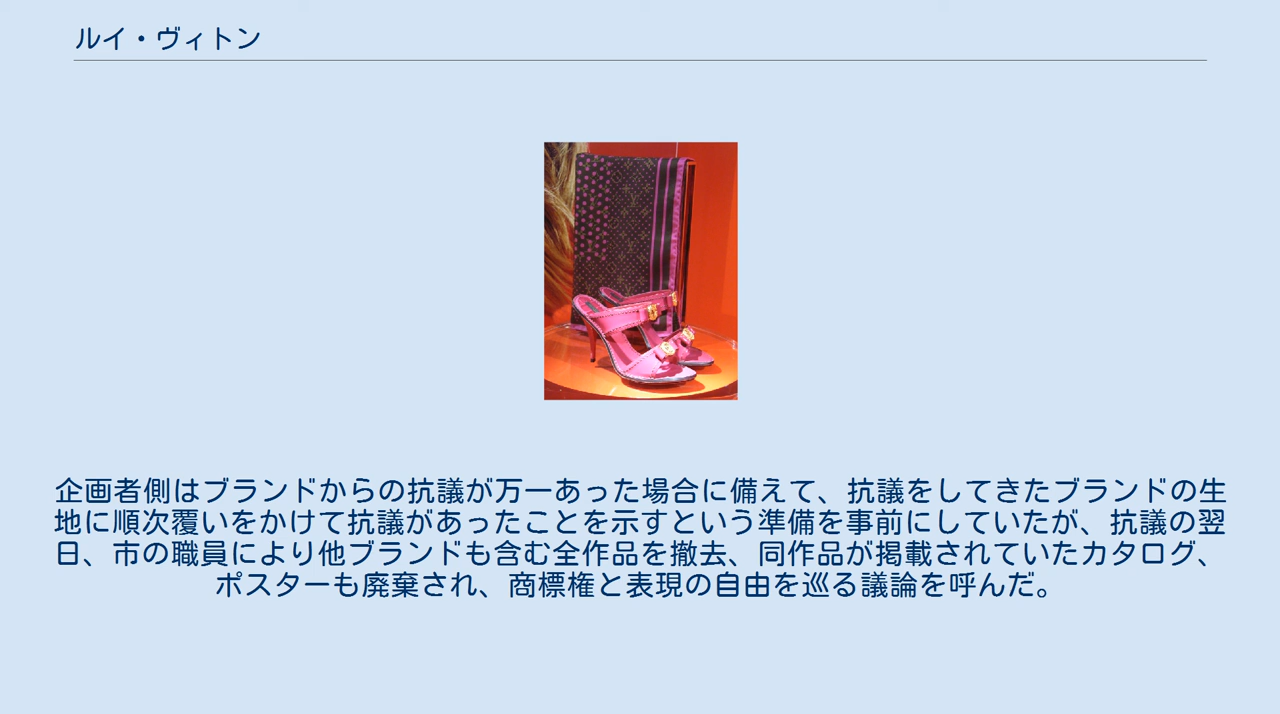 ルイ・ヴィトン
企画者側はブランドからの抗議が万一あった場合に備えて、抗議をしてきたブランドの生
地に順次覆いをかけて抗議があったことを示すという準備を事前にしていたが、抗議の翌
日、市の職員により他ブランドも含む全作品を撤去、同作品が掲載されていたカタログ、
ポスターも廃棄され、商標権と表現の自由を巡る議論を呼んだ。